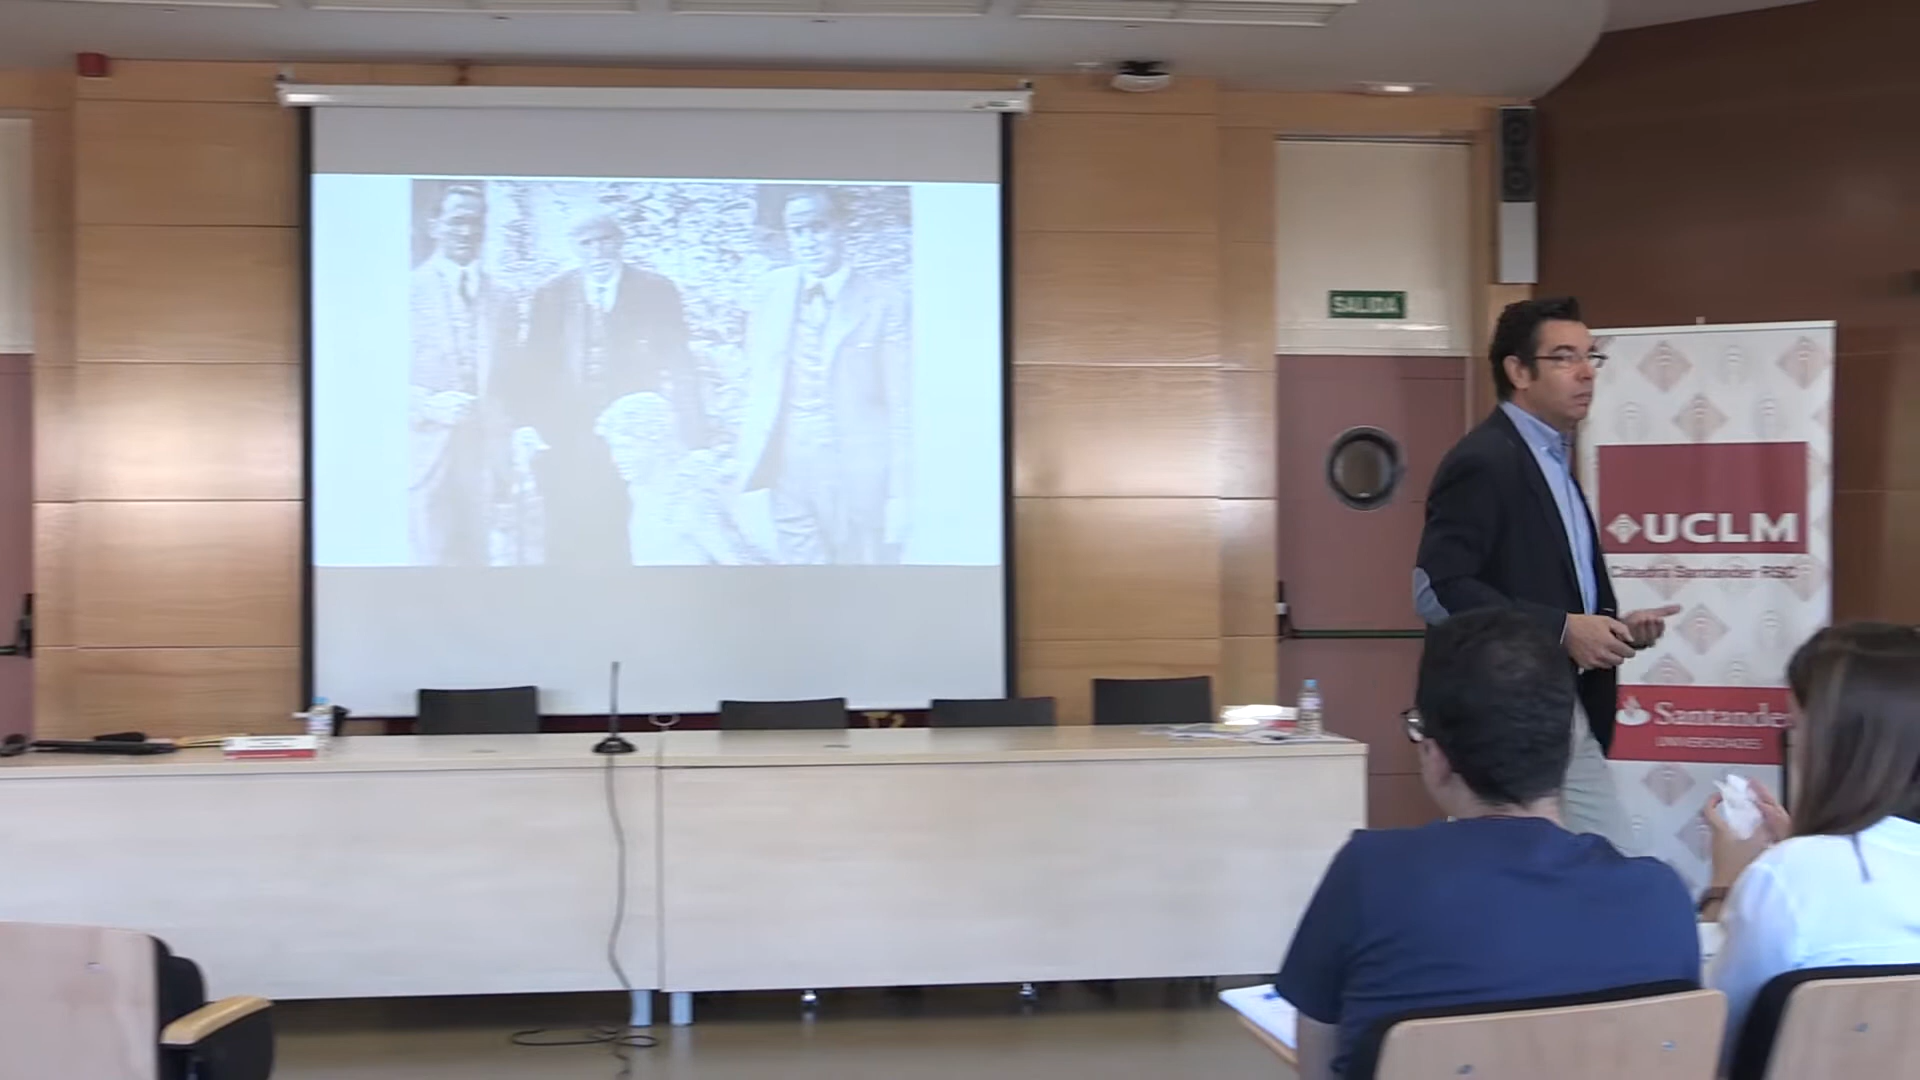 SALIDA
UCLM
Cátedra Santander RSC
Santander
UNIVERSIDADES